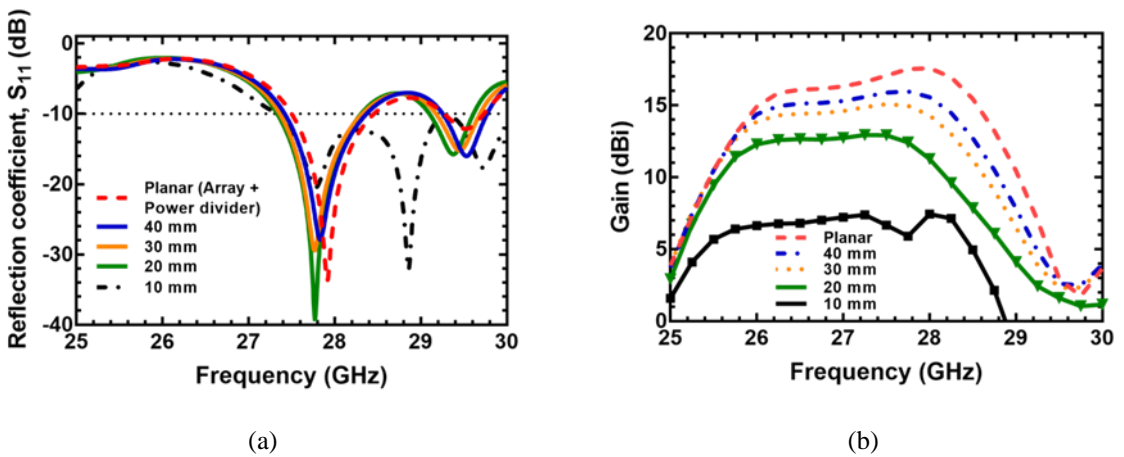 Reflection coefficient, S11 (dB)
0
-10
-20
-30
-40
Planar (Array +
Power divider)
40 mm
30 mm
20 mm
10 mm
25 26 27 28 29 30
Frequency (GHz)
(a)
Gain (dBi)
20
15
10
5
0
Planar
40 mm
30 mm
20 mm
10 mm
25 26 27 28 29 30
Frequency (GHz)
(b)